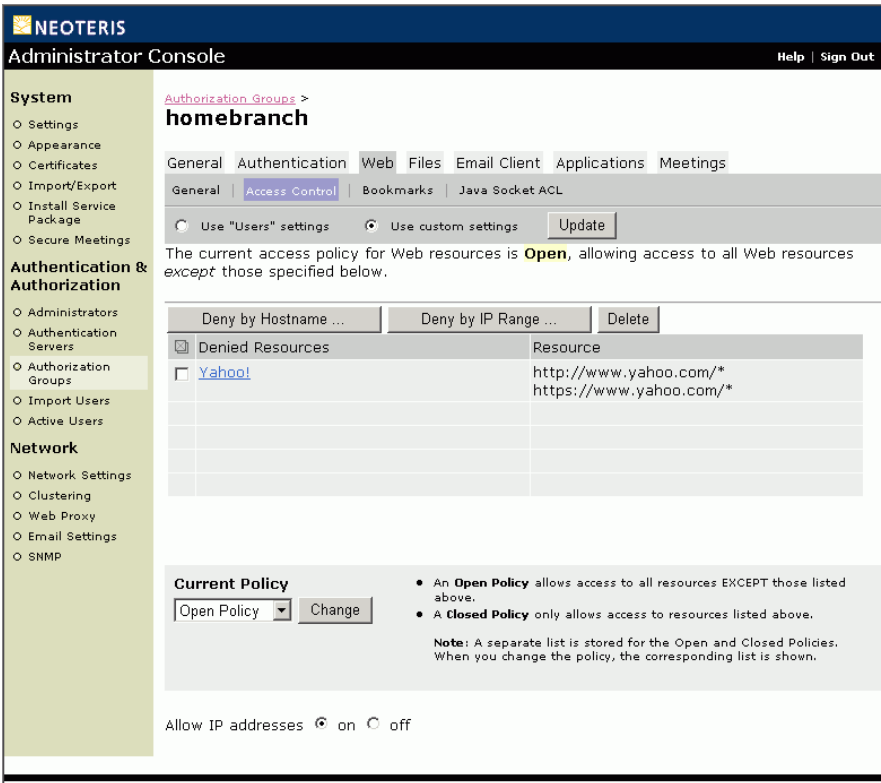 NEOTERIS
Administrator Console
Help | Sign Out
System
Settings
Appearance
Certificates
Import/Export
Install Service
Package
Secure Meetings
Authentication &
Authorization
Administrators
Authentication
Servers
Authorization
Groups
Import Users
Active Users
Network
Network Settings
Clustering
Web Proxy
Email Settings
SNMP
Authorization Groups >
homebranch
General Authentication Web Files Email Client Applications Meetings
General | Access Control | Bookmarks | Java Socket ACL
Use "Users" settings Use custom settings Update
The current access policy for Web resources is Open, allowing access to all Web resources
except those specified below.
Deny by Hostname ... Deny by IP Range ... Delete
Denied Resources Resource
Yahoo! http://www.yahoo.com/*
https://www.yahoo.com/*
Current Policy
Open Policy Change
• An Open Policy allows access to all resources EXCEPT those listed
above.
• A Closed Policy only allows access to resources listed above.
Note: A separate list is stored for the Open and Closed Policies.
When you change the policy, the corresponding list is shown.
Allow IP addresses on off